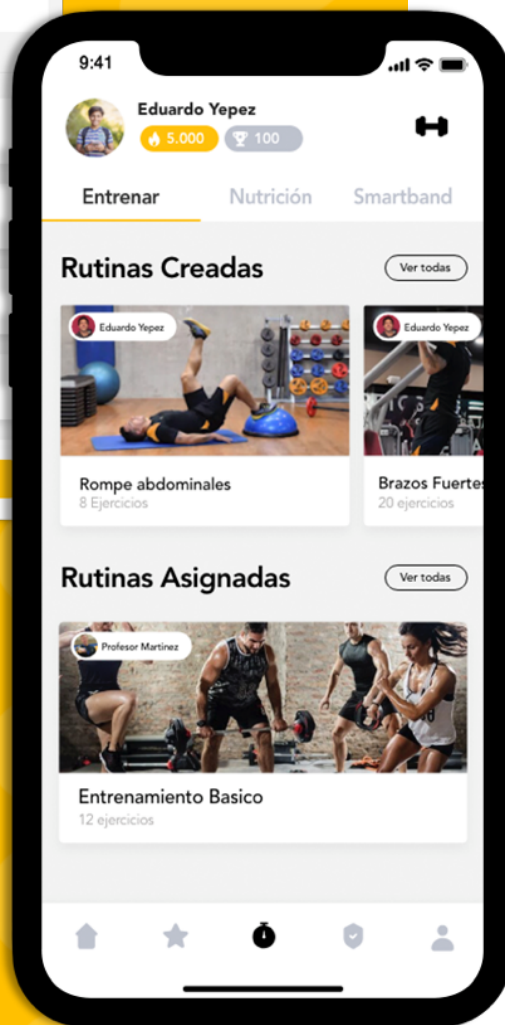 9:41
Eduardo Yepez
5.000
100
Entrenar
Nutrición
Smartband
Rutinas Creadas
Ver todas
Eduardo Yepez
Eduardo Yepez
Rompe abdominales
8 Ejercicios
Brazos Fuertes
20 ejercicios
Rutinas Asignadas
Ver todas
Profesor Martinez
Entrenamiento Basico
12 ejercicios